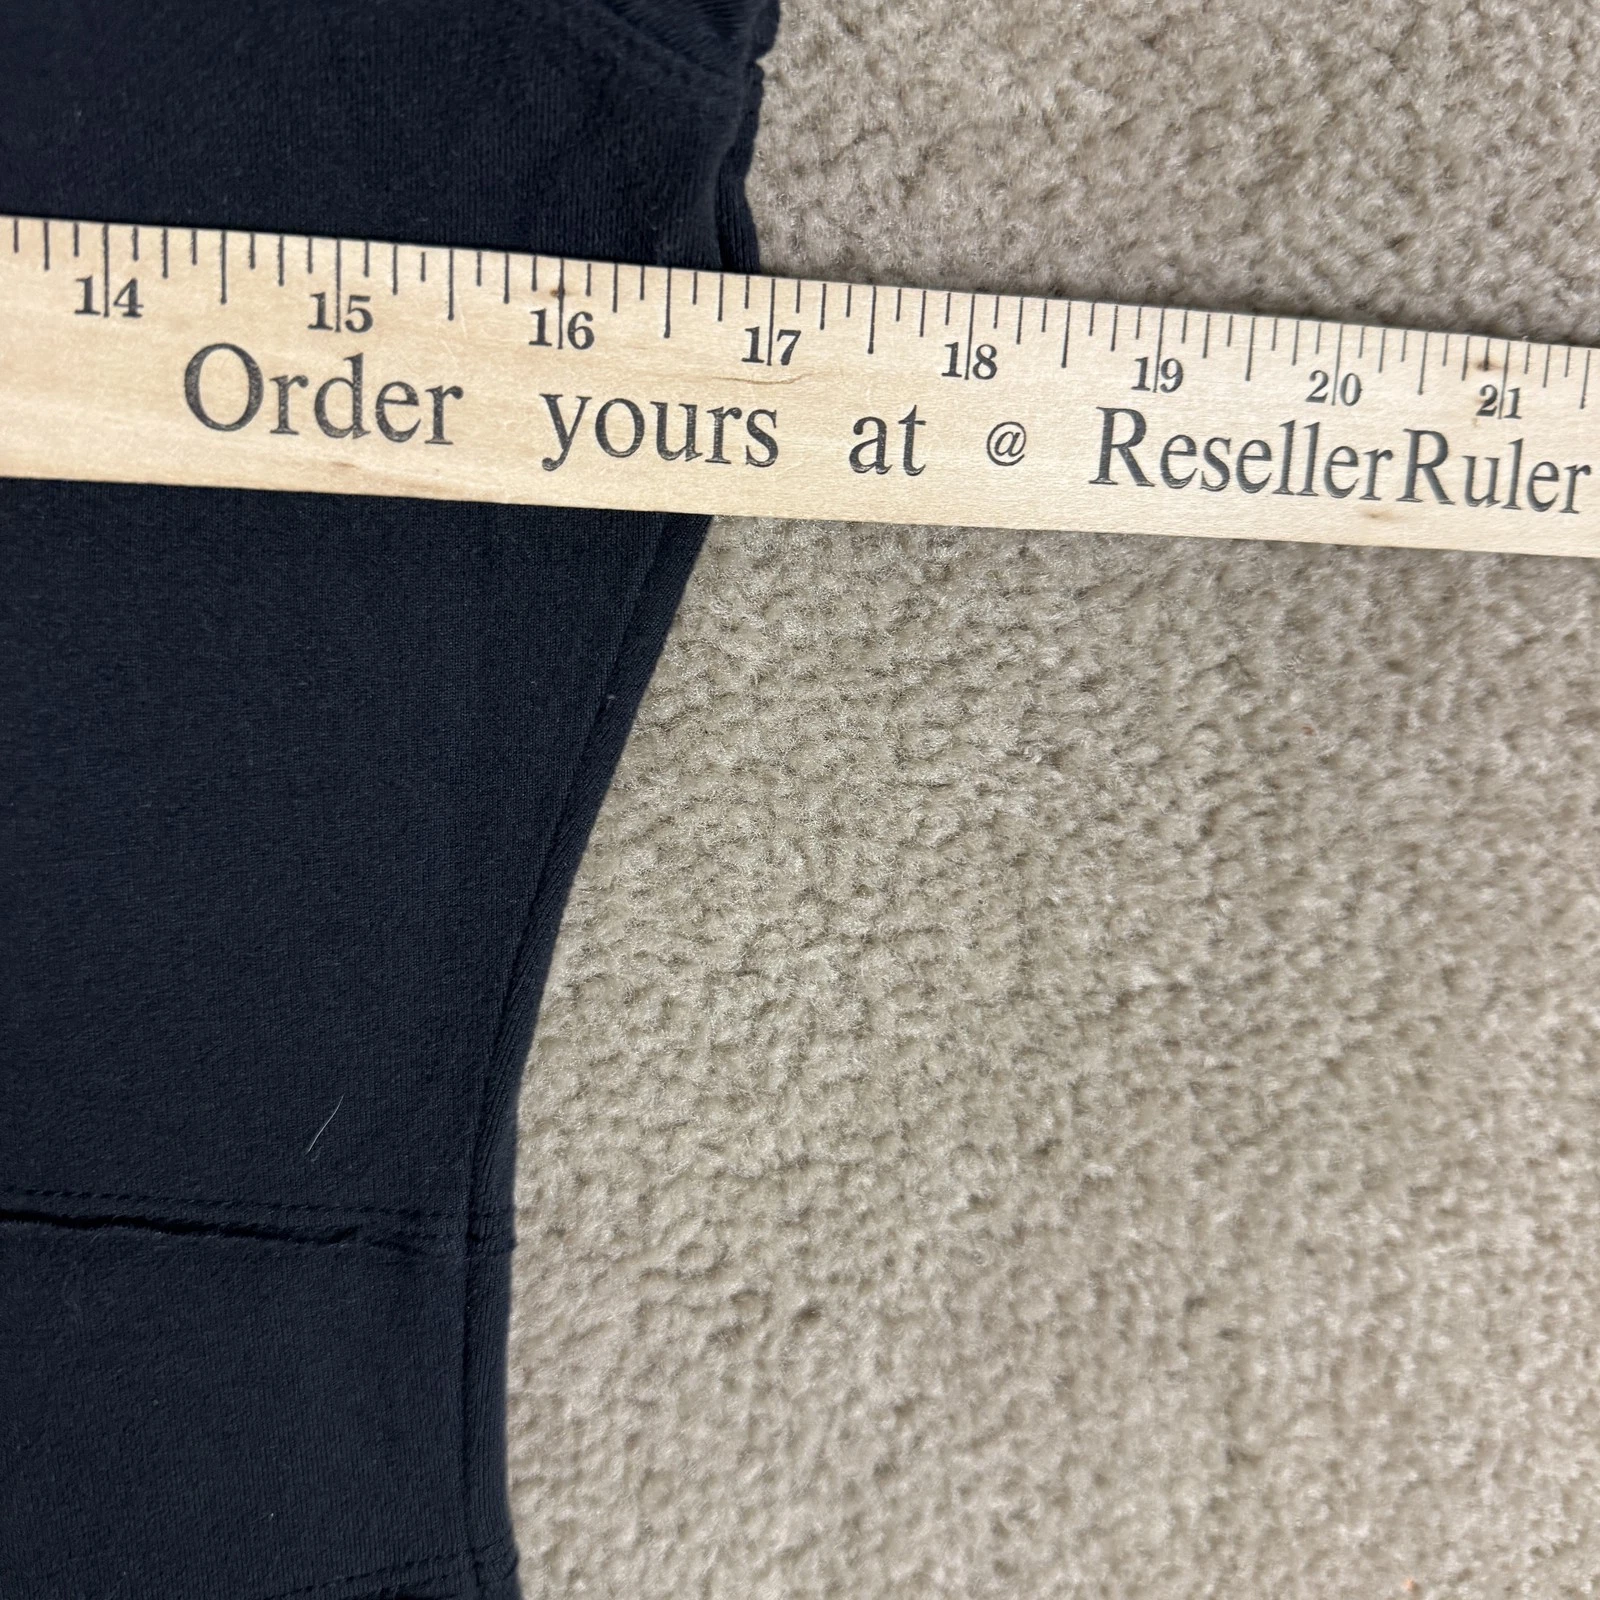 14 15 16 17 18 19 20 21
Order yours at @ ResellerRuler